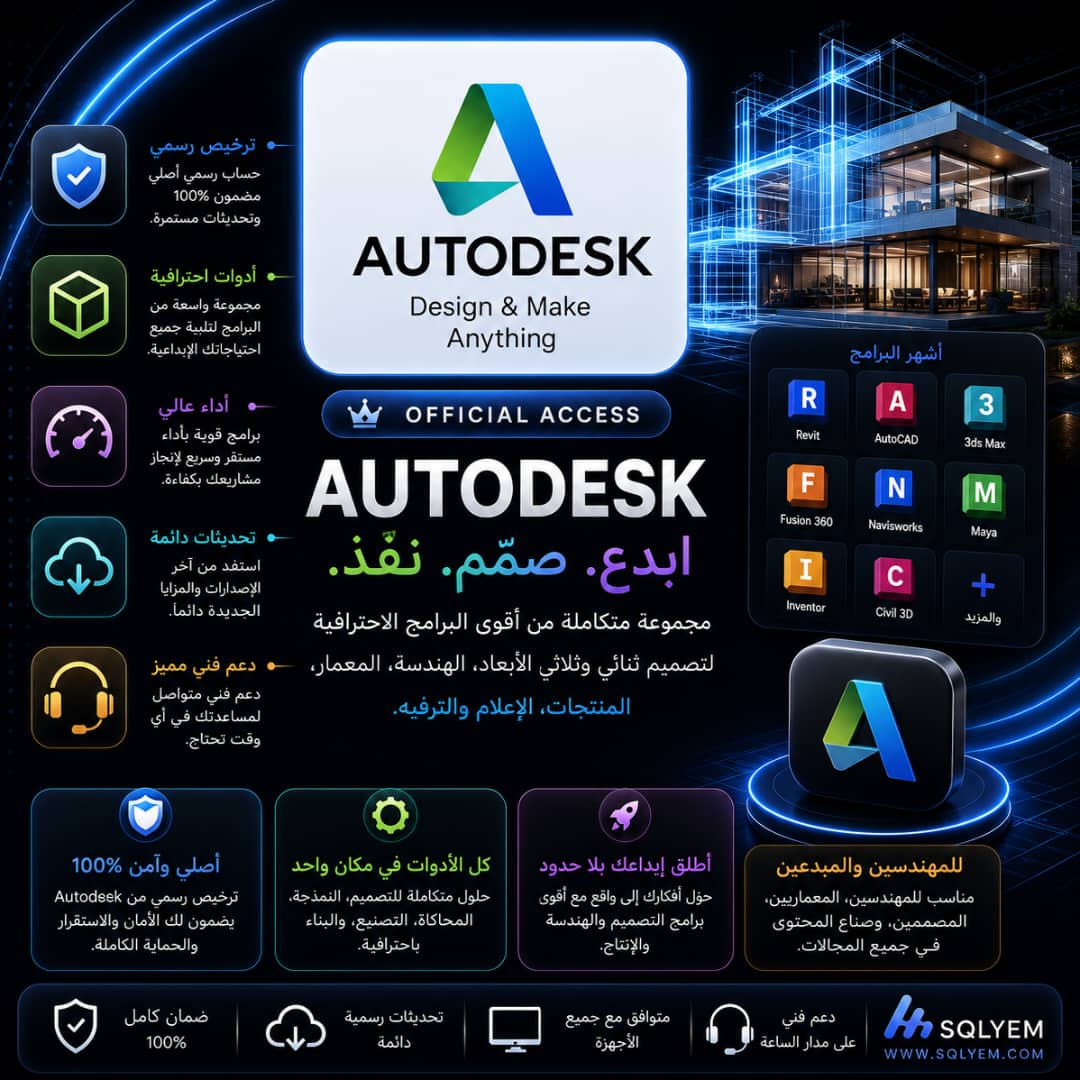 AUTODESK
Design & Make
Anything
OFFICIAL ACCESS
AUTODESK
ابدع. صمّم. نفّذ.
مجموعة متكاملة من أقوى البرامج الاحترافية
لتصميم ثنائي وثلاثي الأبعاد، الهندسة، المعمار،
المنتجات، الإعلام والترفيه.
ترخيص رسمي
حساب رسمي أصلي
مضمون 100%
وتحديثات مستمرة.
أدوات احترافية
مجموعة واسعة من
البرامج لتلبية جميع
احتياجاتك الإبداعية.
أداء عالي
برامج قوية بأداء
مستقر وسريع لإنجاز
مشاريعك بكفاءة.
تحديثات دائمة
استفد من آخر
الإصدارات والمزايا
الجديدة دائماً.
دعم فني مميز
دعم فني متواصل
لمساعدتك في أي
وقت تحتاج.
أشهر البرامج
R
Revit
A
AutoCAD
3
3ds Max
F
Fusion 360
N
Navisworks
M
Maya
I
Inventor
C
Civil 3D
+
والمزيد
أصلي وآمن 100%
ترخيص رسمي من Autodeek
يضمون لك الأمان والاستقرار
والحماية الكاملة.
كل الأدوات في مكان واحد
حلول متكاملة للتصميم، النمذجة،
المحاكاة، التصنيع، والبناء
باحترافية.
أطلق إبداعك بلا حدود
حوّل أفكارك إلى واقع مع أقوى
برامج التصميم والهندسة
والإنتاج.
للمهندسين والمبدعين
مناسب للمهندسين، المعماريين،
المصممين، وصناع المحتوى
في جميع المجالات.
ضمان كامل
100%
تحديثات رسمية
دائمة
متوافق مع جميع
الأجهزة
دعم فني
على مدار الساعة
SQLYEM
WWW.SQLYEM.COM